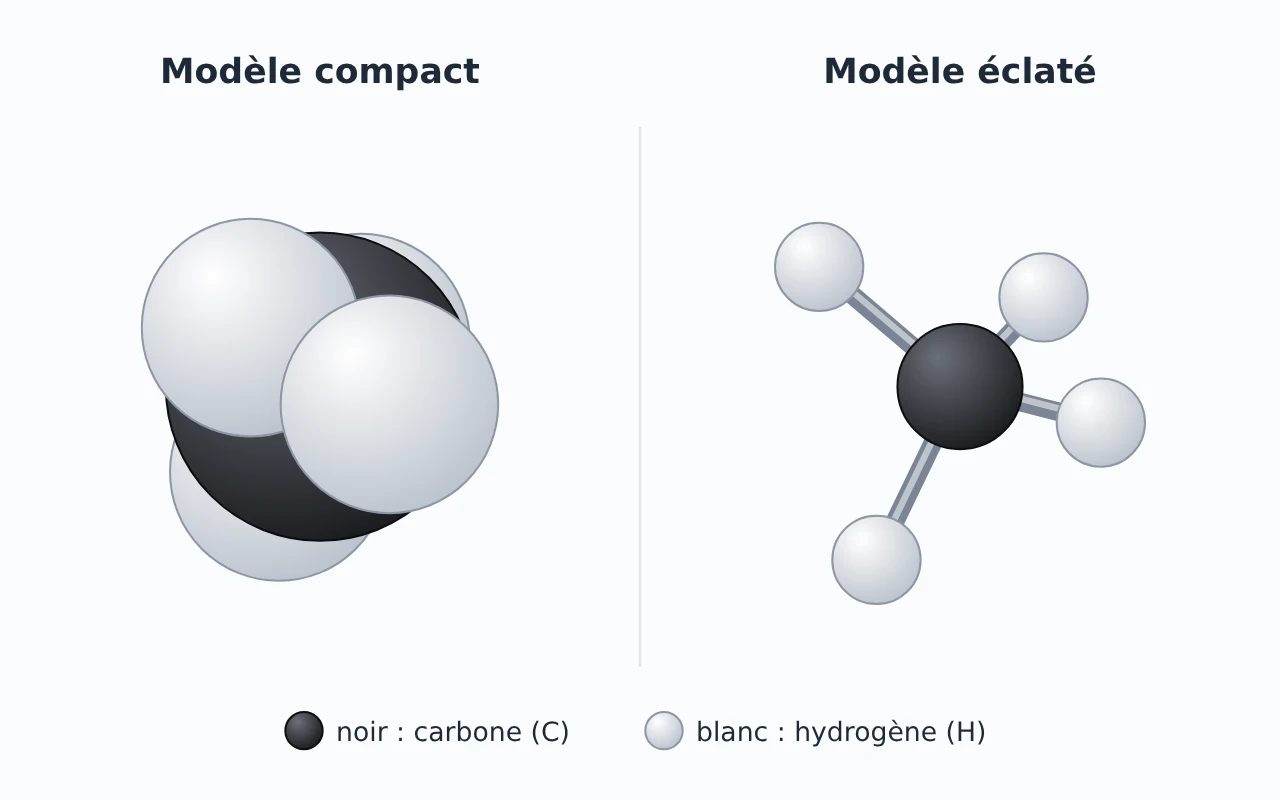 Modèle compact
Modèle éclaté
noir : carbone (C)
blanc : hydrogène (H)